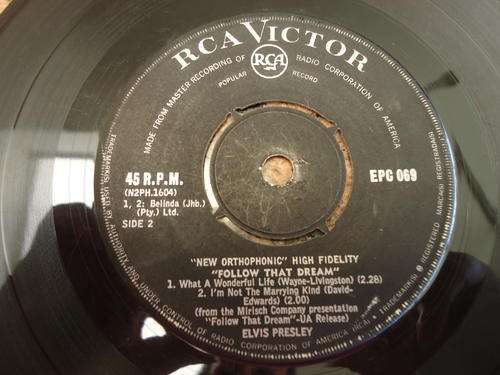 RCA VICTOR
MADE FROM MASTER RECORDING OF
RCA
RADIO CORPORATION OF AMERICA
POPULAR
RECORD
45 R.P.M.
EPC 069
(N2PH.1604)
1, 2: Belinda (Jhb.)
(Pty.) Ltd.
SIDE 2
"NEW ORTHOPHONIC" HIGH FIDELITY
"FOLLOW THAT DREAM"
1. What A Wonderful Life (Wayne-Livingston) (2.28)
2. I'm Not The Marrying Kind (David-
Edwards) (2.00)
(from the Mirisch Company presentation
"Follow That Dream"-UA Release)
ELVIS PRESLEY
AUTHORITY AND UNDER CONTROL OF RADIO CORPORATION OF AMERICA